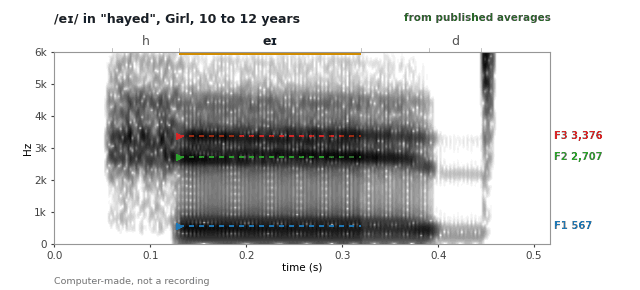 /eɪ/ in "hayed", Girl, 10 to 12 years
from published averages
h eɪ d
6k
5k
4k
3k
2k
1k
0
Hz
F3 3,376
F2 2,707
F1 567
0.0 0.1 0.2 0.3 0.4 0.5
time (s)
Computer-made, not a recording